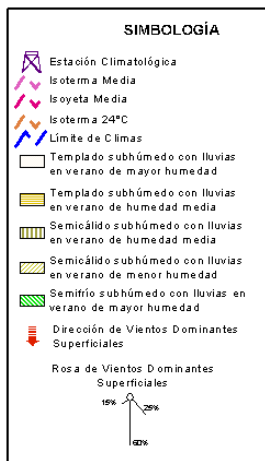 SIMBOLOGÍA
Estación Climatológica
Isoterma Media
Isoyeta Media
Isoterma 24°C
Límite de Climas
Templado subhúmedo con lluvias
en verano de mayor humedad
Templado subhúmedo con lluvias
en verano de humedad media
Semicálido subhúmedo con lluvias
en verano de humedad media
Semicálido subhúmedo con lluvias
en verano de menor humedad
Semifrío subhúmedo con lluvias en
verano de mayor humedad
Dirección de Vientos Dominantes
Superficiales
Rosa de Vientos Dominantes
Superficiales
15%
25%
60%